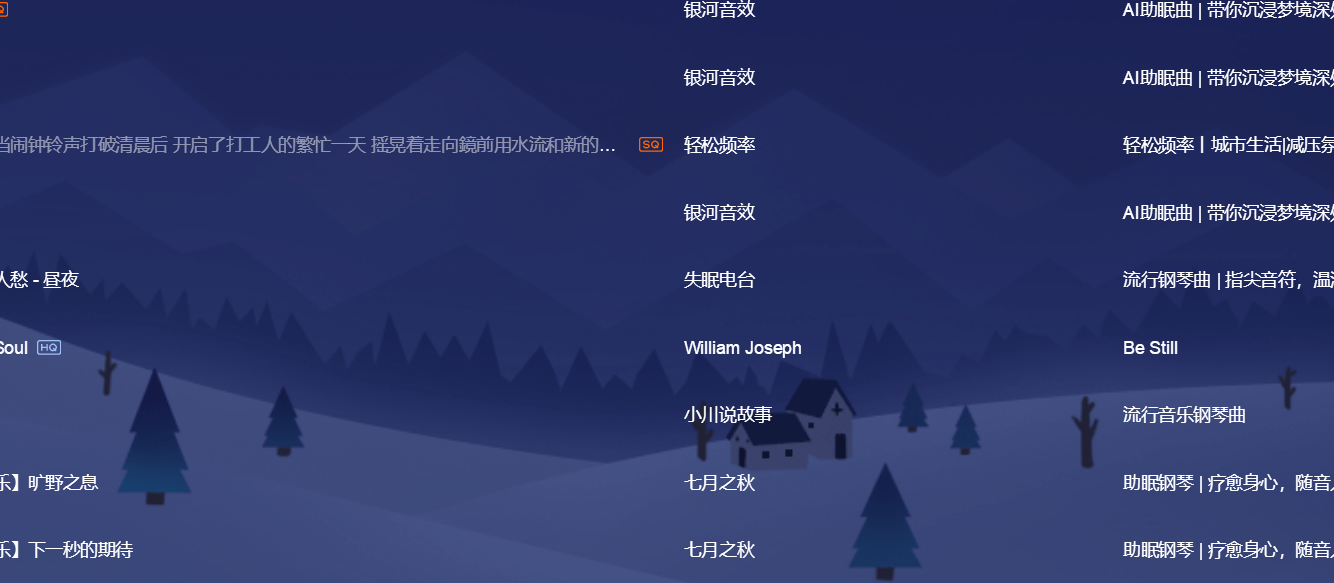 银河音效 AI助眠曲 | 带你沉浸梦境深
银河音效 AI助眠曲 | 带你沉浸梦境深
当闹钟铃声打破清晨后 开启了打工人的繁忙一天 摇晃着走向鏡前用水流和新的... SQ 轻松频率 轻松频率丨城市生活|减压氛
银河音效 AI助眠曲 | 带你沉浸梦境深
人愁 - 昼夜 失眠电台 流行钢琴曲 | 指尖音符，温
Soul HQ William Joseph Be Still
小川说故事 流行音乐钢琴曲
乐】旷野之息 七月之秋 助眠钢琴 | 疗愈身心，随音
乐】下一秒的期待 七月之秋 助眠钢琴 | 疗愈身心，随音